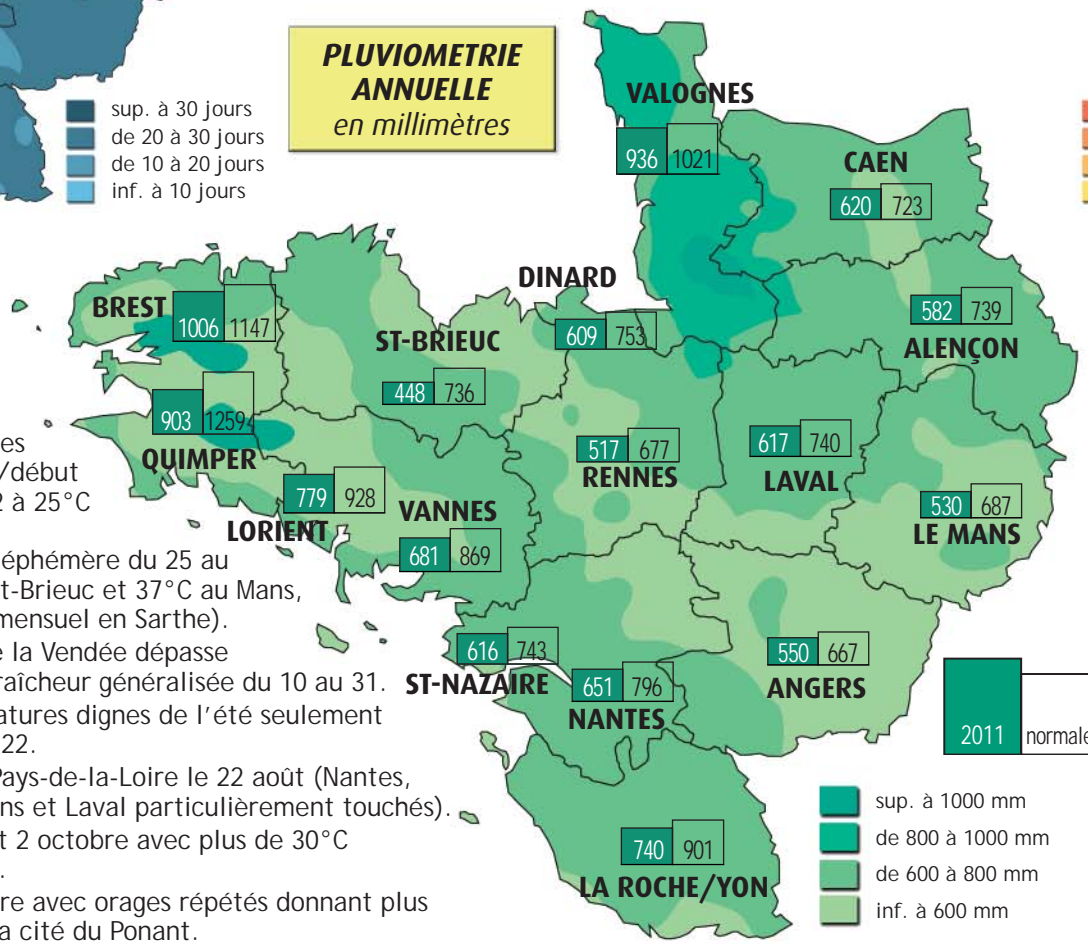 sup. à 30 jours
de 20 à 30 jours
de 10 à 20 jours
inf. à 10 jours
PLUVIOMETRIE
ANNUELLE
en millimètres
VALOGNES
936 1021
CAEN
620 723
DINARD
609 753
BREST
1006 1147
ST-BRIEUC
448 736
582 739
ALENÇON
903 1259
QUIMPER
517 677
RENNES
617 740
LAVAL
779 928
LORIENT
VANNES
681 869
530 687
LE MANS
616 743
ST-NAZAIRE
651 796
NANTES
550 667
ANGERS
740 901
LA ROCHE/YON
2011 normale
sup. à 1000 mm
de 800 à 1000 mm
de 600 à 800 mm
inf. à 600 mm
es
/début
2 à 25°C
éphémère du 25 au
t-Brieuc et 37°C au Mans,
mensuel en Sarthe).
e la Vendée dépasse
raîcheur généralisée du 10 au 31.
atures dignes de l'été seulement
22.
Pays-de-la-Loire le 22 août (Nantes,
ns et Laval particulièrement touchés).
t 2 octobre avec plus de 30°C
.
re avec orages répétés donnant plus
a cité du Ponant.